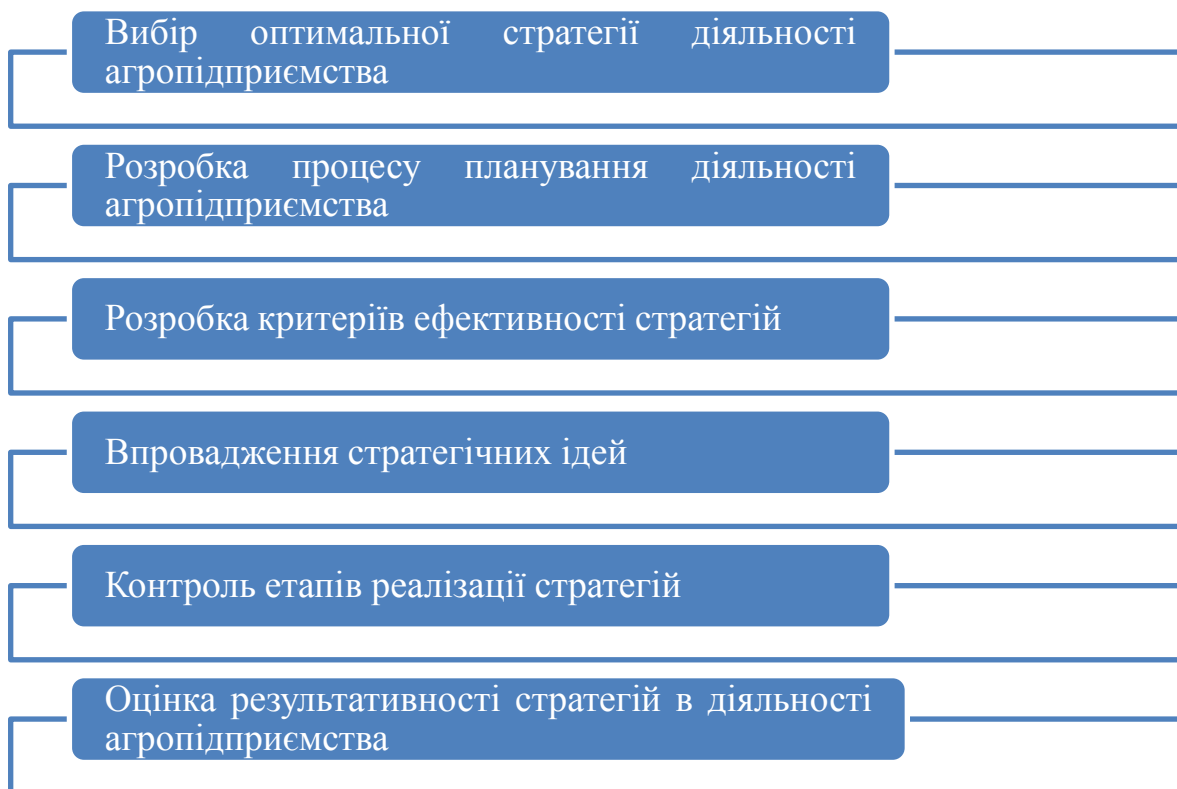 Вибір оптимальної стратегії діяльності
агропідприємства
Розробка процесу планування діяльності
агропідприємства
Розробка критеріїв ефективності стратегій
Впровадження стратегічних ідей
Контроль етапів реалізації стратегій
Оцінка результативності стратегій в діяльності
агропідприємства